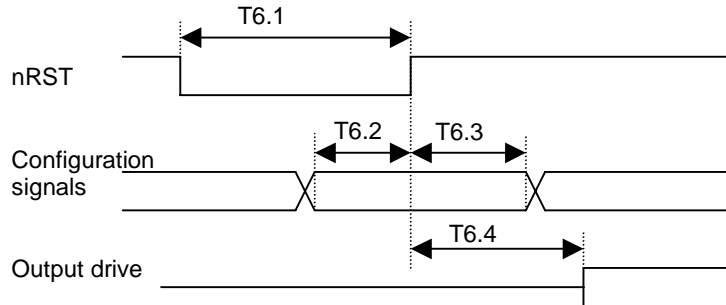 T6.1
nRST
T6.2
T6.3
Configuration
signals
T6.4
Output drive